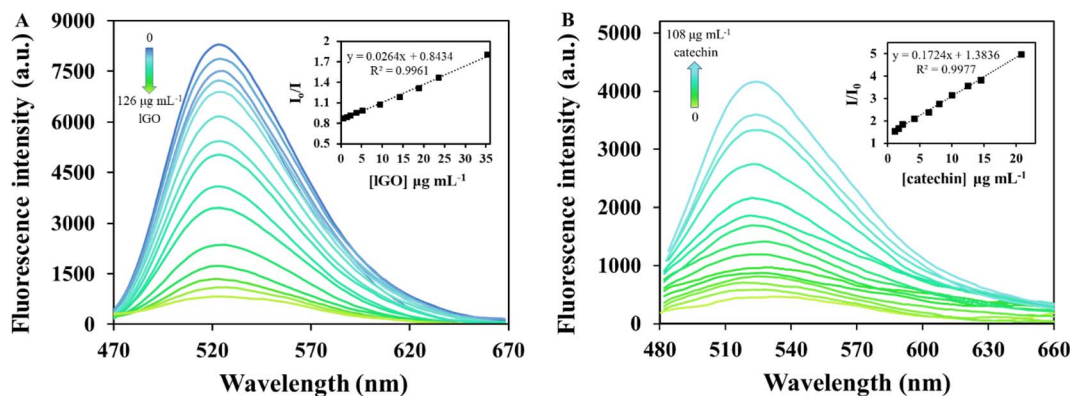 A
Fluorescence intensity (a.u.)
9000
7500
6000
4500
3000
1500
0
0
126 µg mL⁻¹
lGO
470
520
570
620
670
Wavelength (nm)
I₀/I
2
1.7
1.4
1.1
0.8
0.5
y = 0.0264x + 0.8434
R² = 0.9961
0 5 10 15 20 25 30 35
[lGO] µg mL⁻¹
B
Fluorescence intensity (a.u.)
5000
4000
3000
2000
1000
0
108 µg mL⁻¹
catechin
0
480 510 540 570 600 630 660
Wavelength (nm)
I/I₀
5
4
3
2
1
y = 0.1724x + 1.3836
R² = 0.9977
0 5 10 15 20
[catechin] µg mL⁻¹